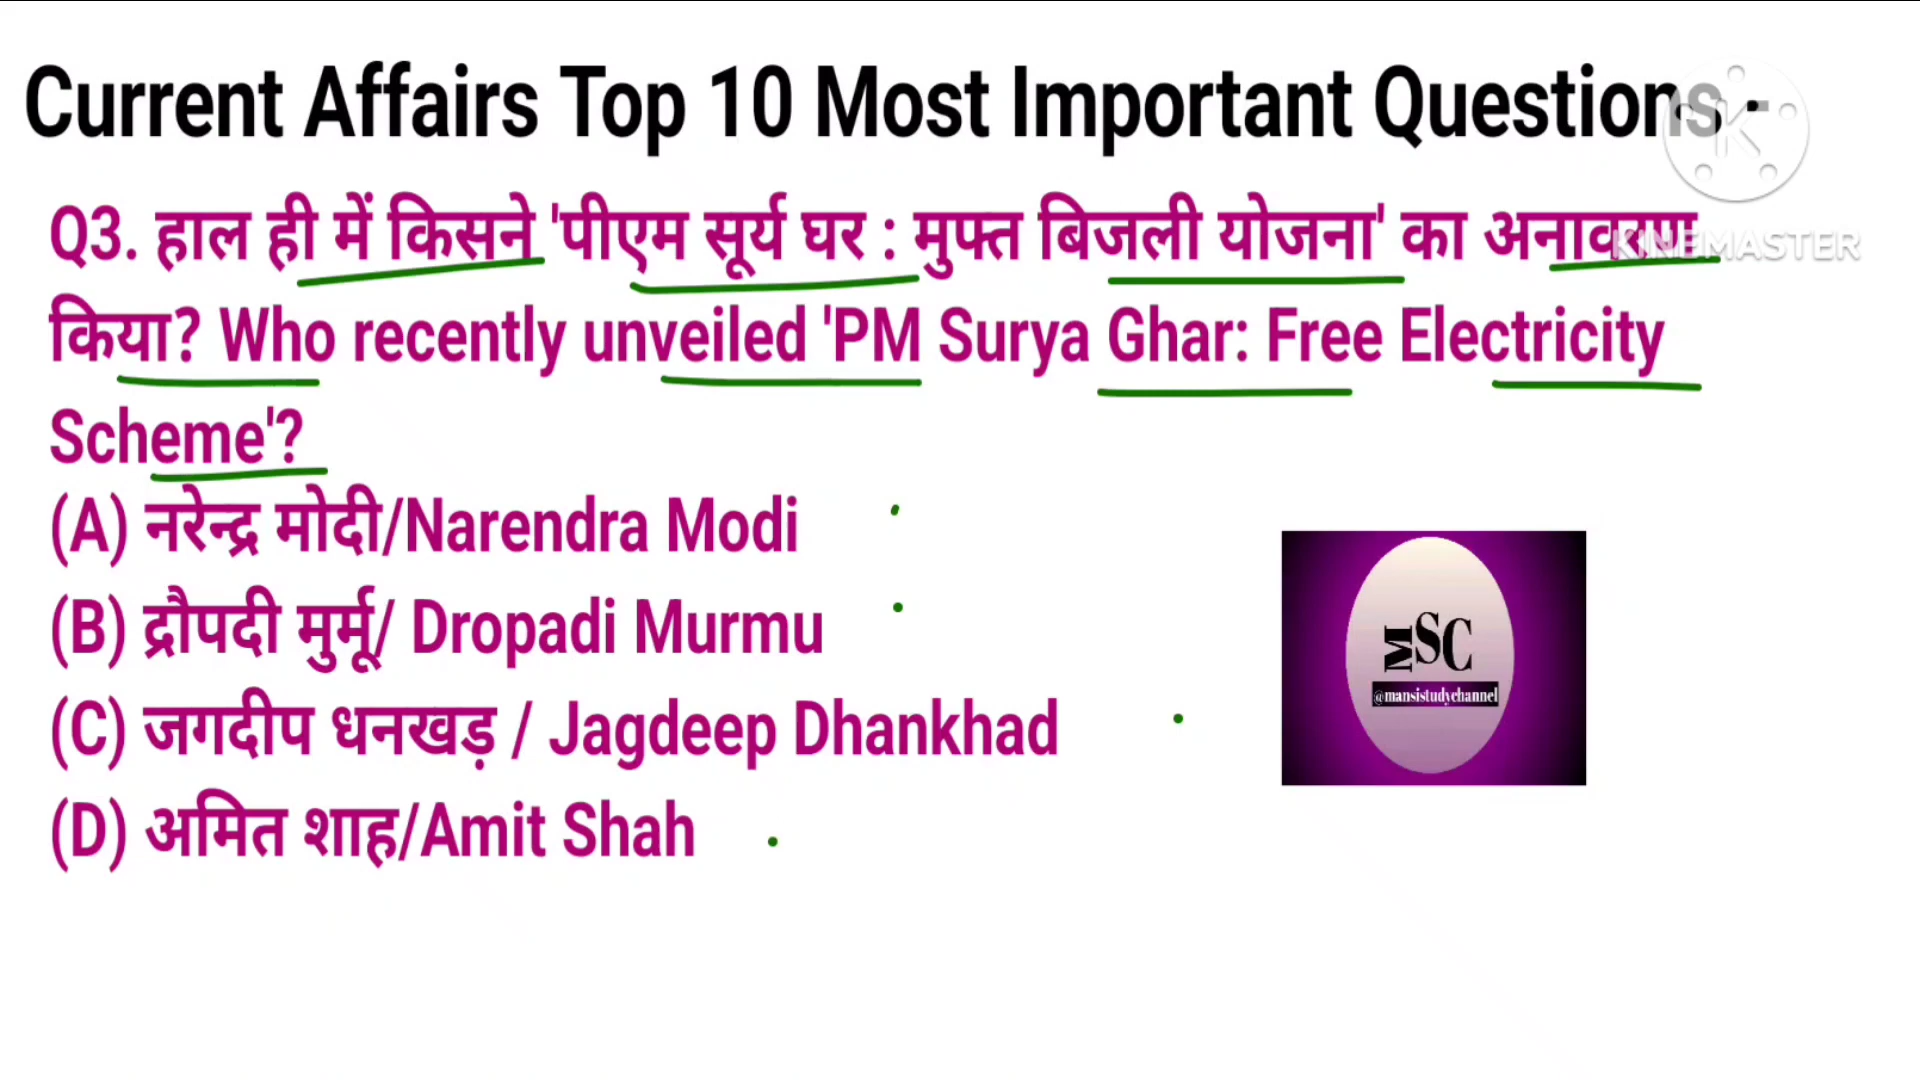 Current Affairs Top 10 Most Important Questions -
Q3. हाल ही में किसने 'पीएम सूर्य घर : मुफ्त बिजली योजना' का अनावरण
किया? Who recently unveiled 'PM Surya Ghar: Free Electricity
Scheme'?
(A) नरेन्द्र मोदी/Narendra Modi
(B) द्रौपदी मुर्मू/ Dropadi Murmu
(C) जगदीप धनखड़ / Jagdeep Dhankhad
(D) अमित शाह/Amit Shah
K
KINEMASTER
MSC
@mansistudychannel